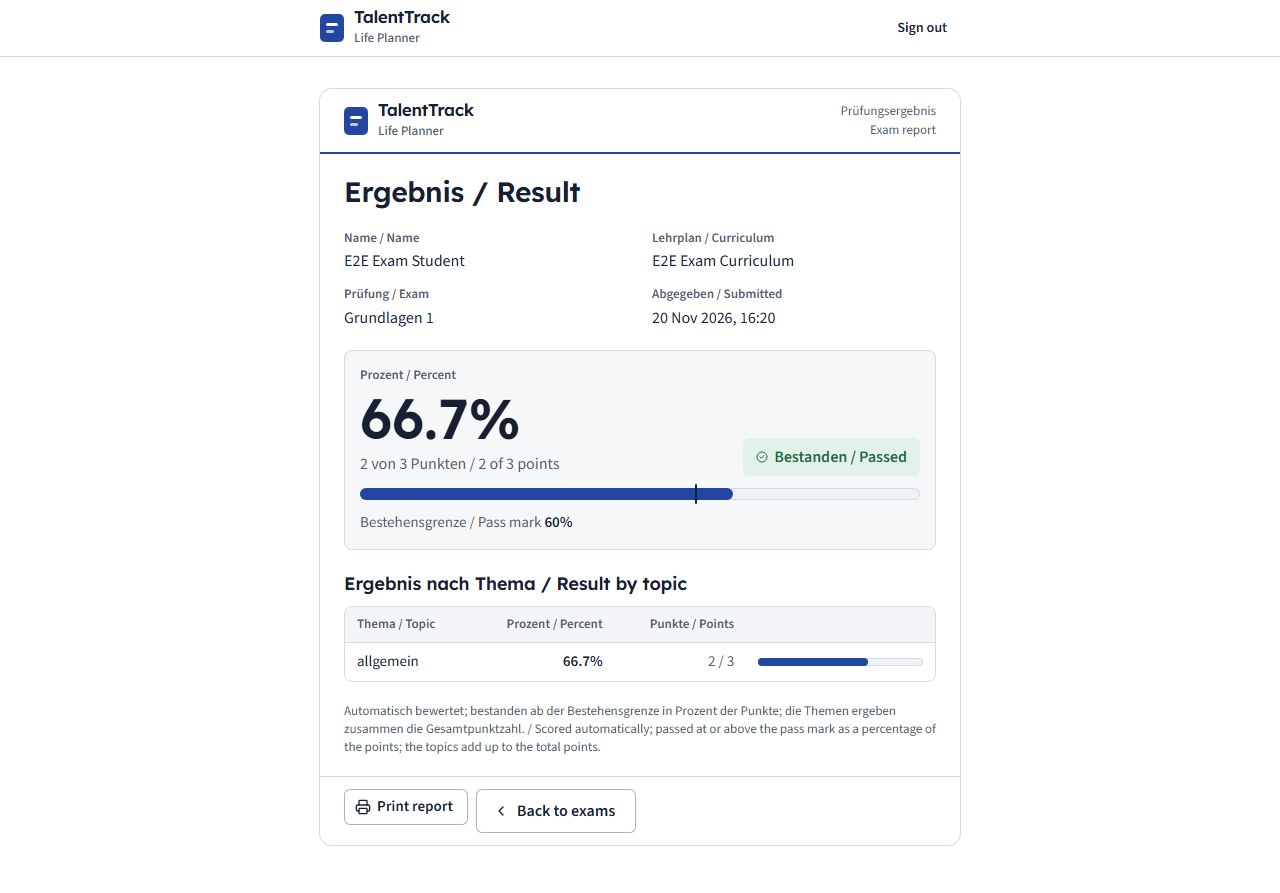 TalentTrack
Life Planner
Sign out
TalentTrack
Life Planner
Prüfungsergebnis
Exam report
Ergebnis / Result
Name / Name
E2E Exam Student
Lehrplan / Curriculum
E2E Exam Curriculum
Prüfung / Exam
Grundlagen 1
Abgegeben / Submitted
20 Nov 2026, 16:20
Prozent / Percent
66.7%
2 von 3 Punkten / 2 of 3 points
Bestanden / Passed
Bestehensgrenze / Pass mark 60%
Ergebnis nach Thema / Result by topic
Thema / Topic Prozent / Percent Punkte / Points
allgemein 66.7% 2 / 3
Automatisch bewertet; bestanden ab der Bestehensgrenze in Prozent der Punkte; die Themen ergeben
zusammen die Gesamtpunktzahl. / Scored automatically; passed at or above the pass mark as a percentage of
the points; the topics add up to the total points.
Print report
Back to exams